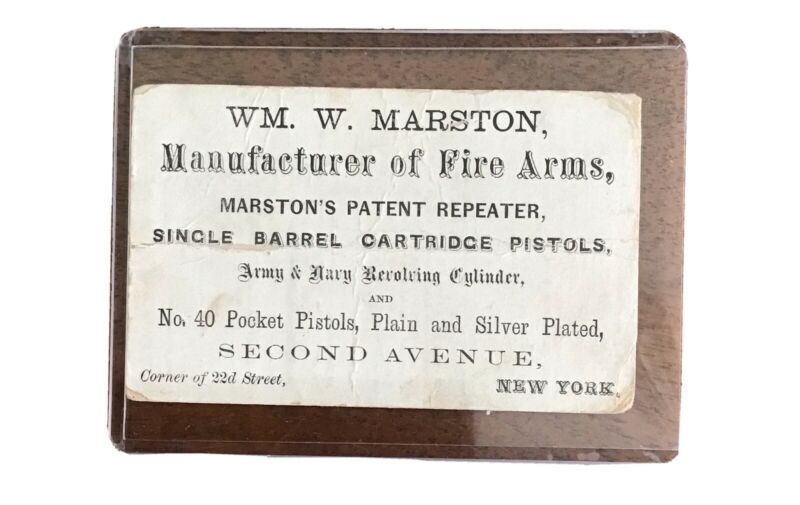 WM. W. MARSTON,
Manufacturer of Fire Arms,
MARSTON'S PATENT REPEATER,
SINGLE BARREL CARTRIDGE PISTOLS,
Army & Navy Revolving Cylinder,
AND
No. 40 Pocket Pistols, Plain and Silver Plated,
SECOND AVENUE,
Corner of 22d Street,
NEW YORK.